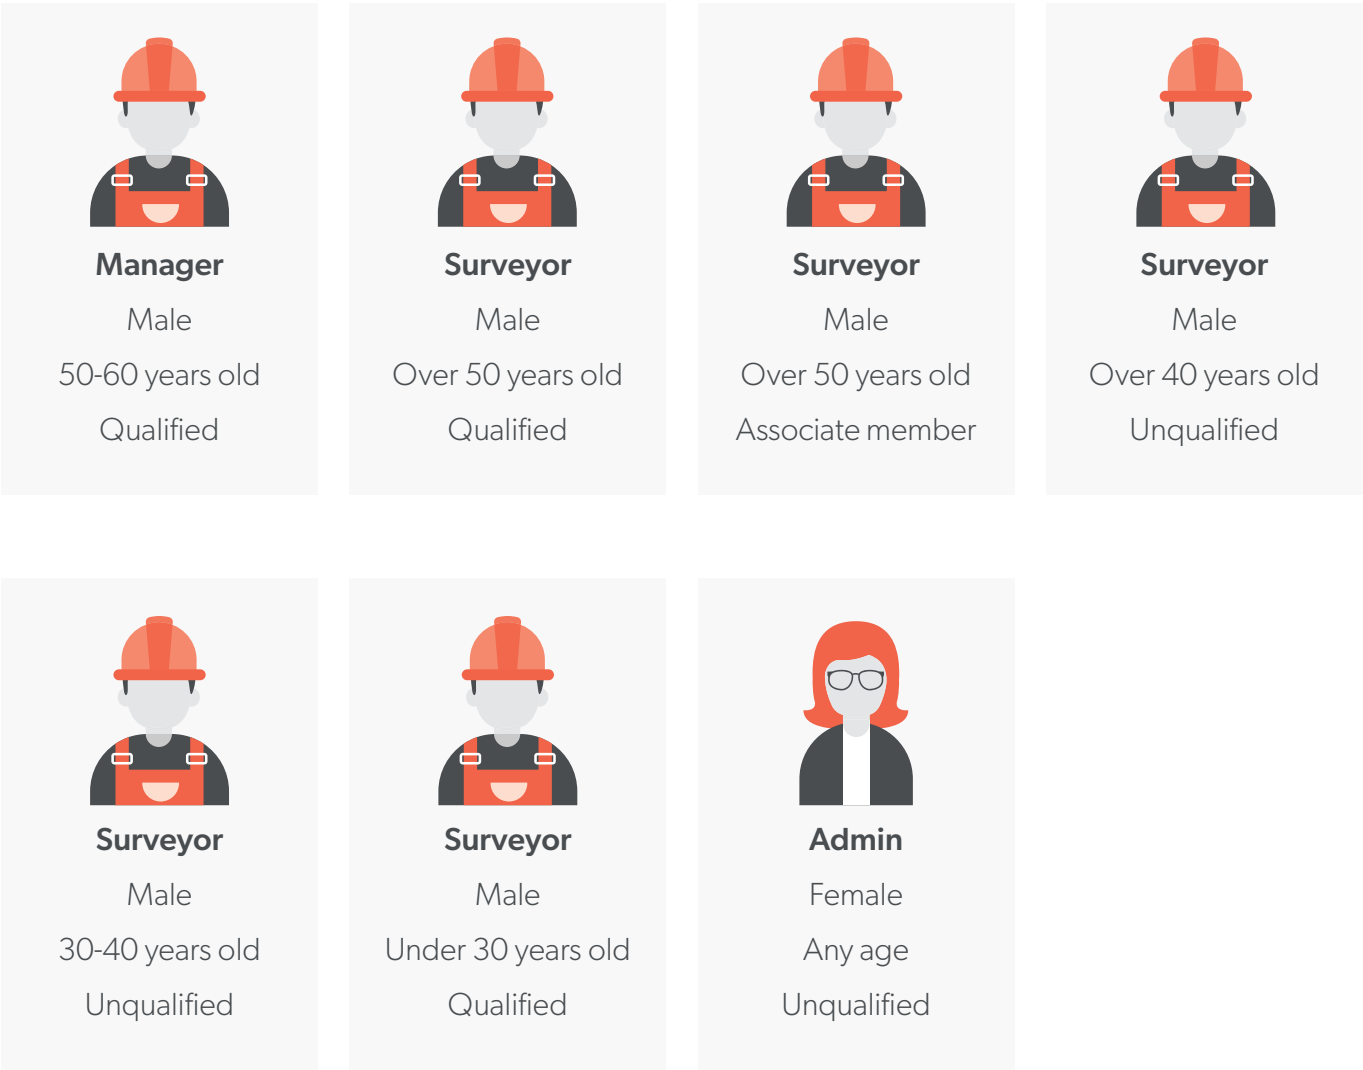 Manager
Male
50-60 years old
Qualified
Surveyor
Male
Over 50 years old
Qualified
Surveyor
Male
Over 50 years old
Associate member
Surveyor
Male
Over 40 years old
Unqualified
Surveyor
Male
30-40 years old
Unqualified
Surveyor
Male
Under 30 years old
Qualified
Admin
Female
Any age
Unqualified